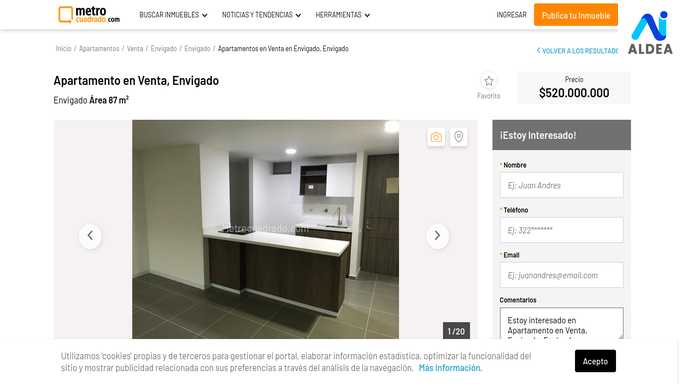 metro
cuadrado.com
BUSCAR INMUEBLES
NOTICIAS Y TENDENCIAS
HERRAMIENTAS
INGRESAR
Publica tu Inmueble
ALDEA
Inicio / Apartamentos / Venta / Envigado / Envigado / Apartamentos en Venta en Envigado, Envigado
VOLVER A LOS RESULTADO
Apartamento en Venta, Envigado
Envigado Área 87 m²
Favorito
Precio
$520.000.000
¡Estoy Interesado!
* Nombre
Ej: Juan Andres
* Teléfono
Ej: 322*******
* Email
Ej: juanandres@email.com
Comentarios
Estoy interesado en
Apartamento en Venta,
metrocuadrado.com
1/20
Utilizamos 'cookies' propias y de terceros para gestionar el portal, elaborar información estadística, optimizar la funcionalidad del
sitio y mostrar publicidad relacionada con sus preferencias a través del análisis de la navegación. Más información.
Acepto